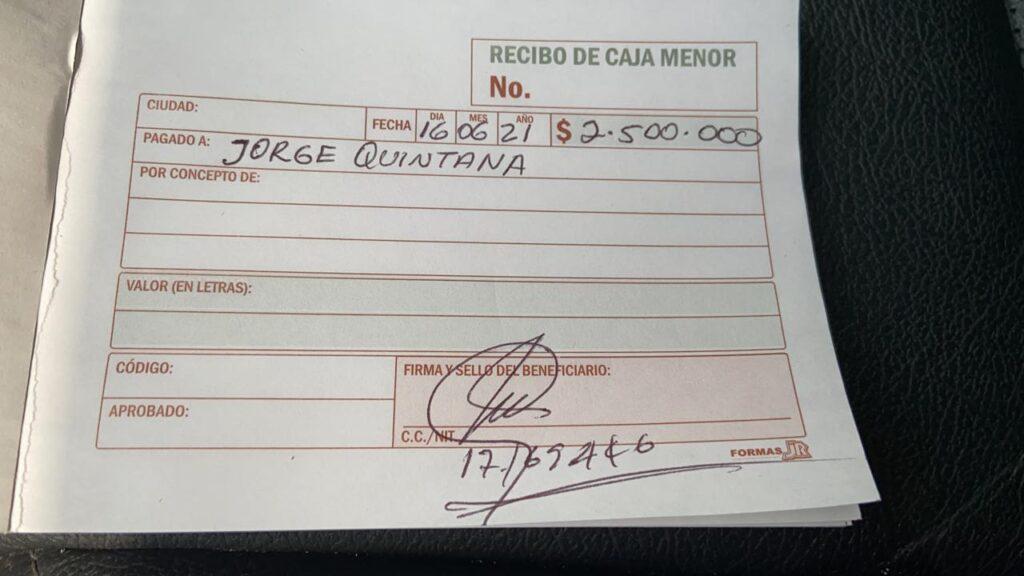 RECIBO DE CAJA MENOR
No.
CIUDAD:
FECHA DIA 16 MES 06 AÑO 21 $ 2.500.000
PAGADO A: JORGE QUINTANA
POR CONCEPTO DE:
VALOR (EN LETRAS):
CÓDIGO:
FIRMA Y SELLO DEL BENEFICIARIO:
APROBADO:
C.C./NIT
FORMAS JR